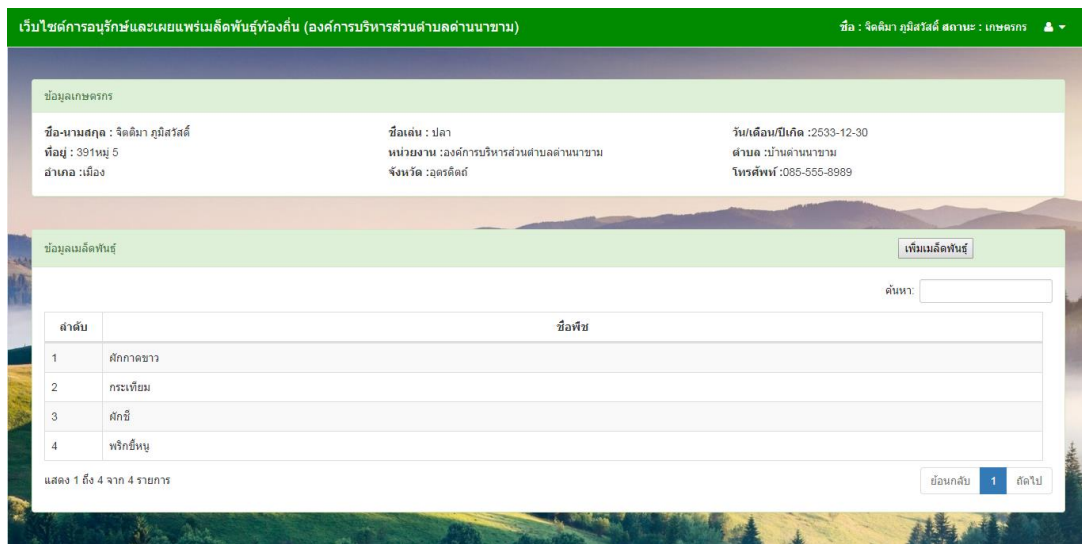 เว็บไซต์การอนุรักษ์และเผยแพร่เมล็ดพันธุ์ท้องถิ่น (องค์การบริหารส่วนตำบลด่านนาขาม) ชื่อ : จิตติมา ภูมิสวัสดิ์ สถานะ : เกษตรกร
ข้อมูลเกษตรกร
ชื่อ-นามสกุล : จิตติมา ภูมิสวัสดิ์ ชื่อเล่น : ปลา วัน/เดือน/ปีเกิด :2533-12-30
ที่อยู่ : 391หมู่ 5 หน่วยงาน :องค์การบริหารส่วนตำบลด่านนาขาม ตำบล :บ้านด่านนาขาม
อำเภอ :เมือง จังหวัด :อุตรดิตถ์ โทรศัพท์ :085-555-8989
ข้อมูลเมล็ดพันธุ์ เพิ่มเมล็ดพันธุ์
ค้นหา:
ลำดับ ชื่อพืช
1 ผักกาดขาว
2 กระเทียม
3 ผักชี
4 พริกขี้หนู
แสดง 1 ถึง 4 จาก 4 รายการ ย้อนกลับ 1 ถัดไป